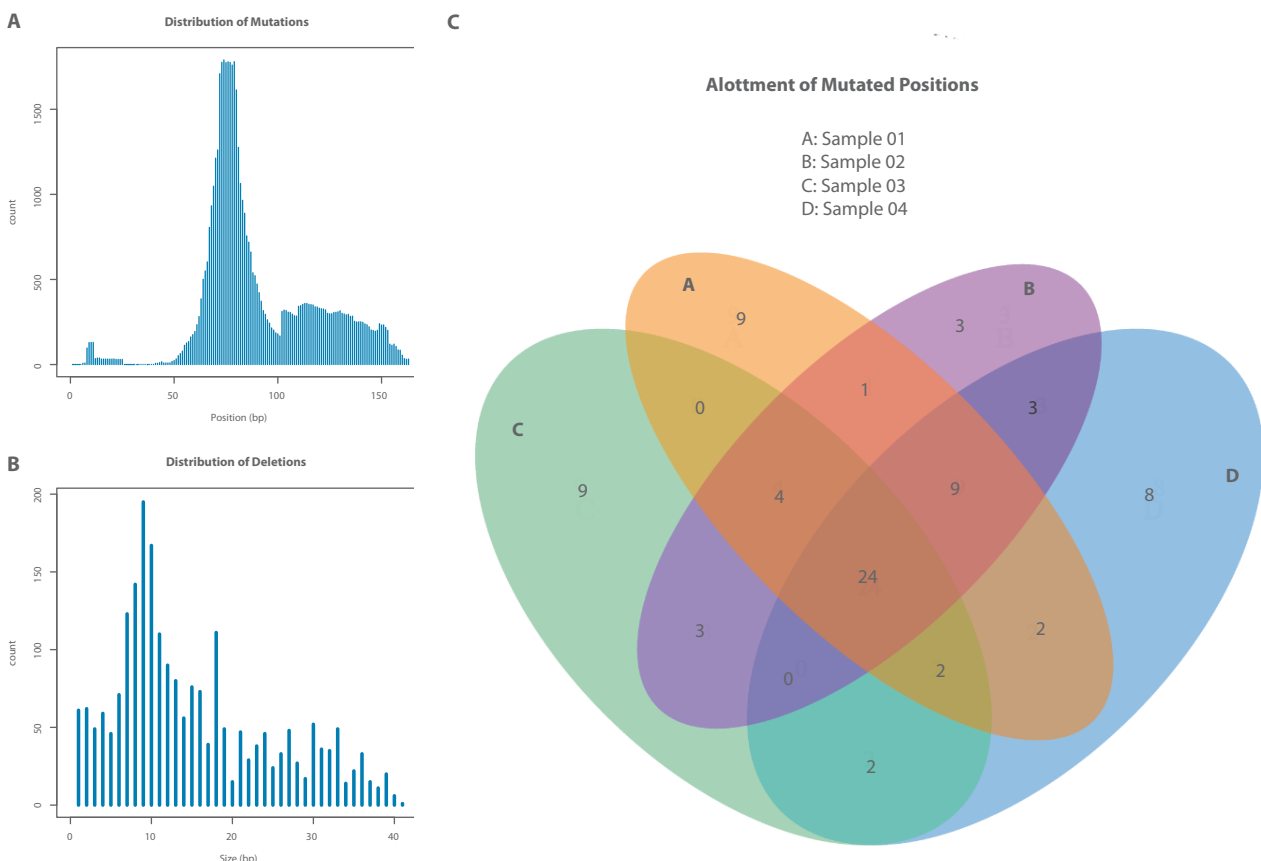 A
Distribution of Mutations
count
0
500
1000
1500
0
50
100
150
Position (bp)
B
Distribution of Deletions
count
0
50
100
150
200
0
10
20
30
40
Size (bp)
C
Alottment of Mutated Positions
A: Sample 01
B: Sample 02
C: Sample 03
D: Sample 04
A
B
9
3
1
0
3
C
D
9
4
9
8
24
3
2
0
2
2